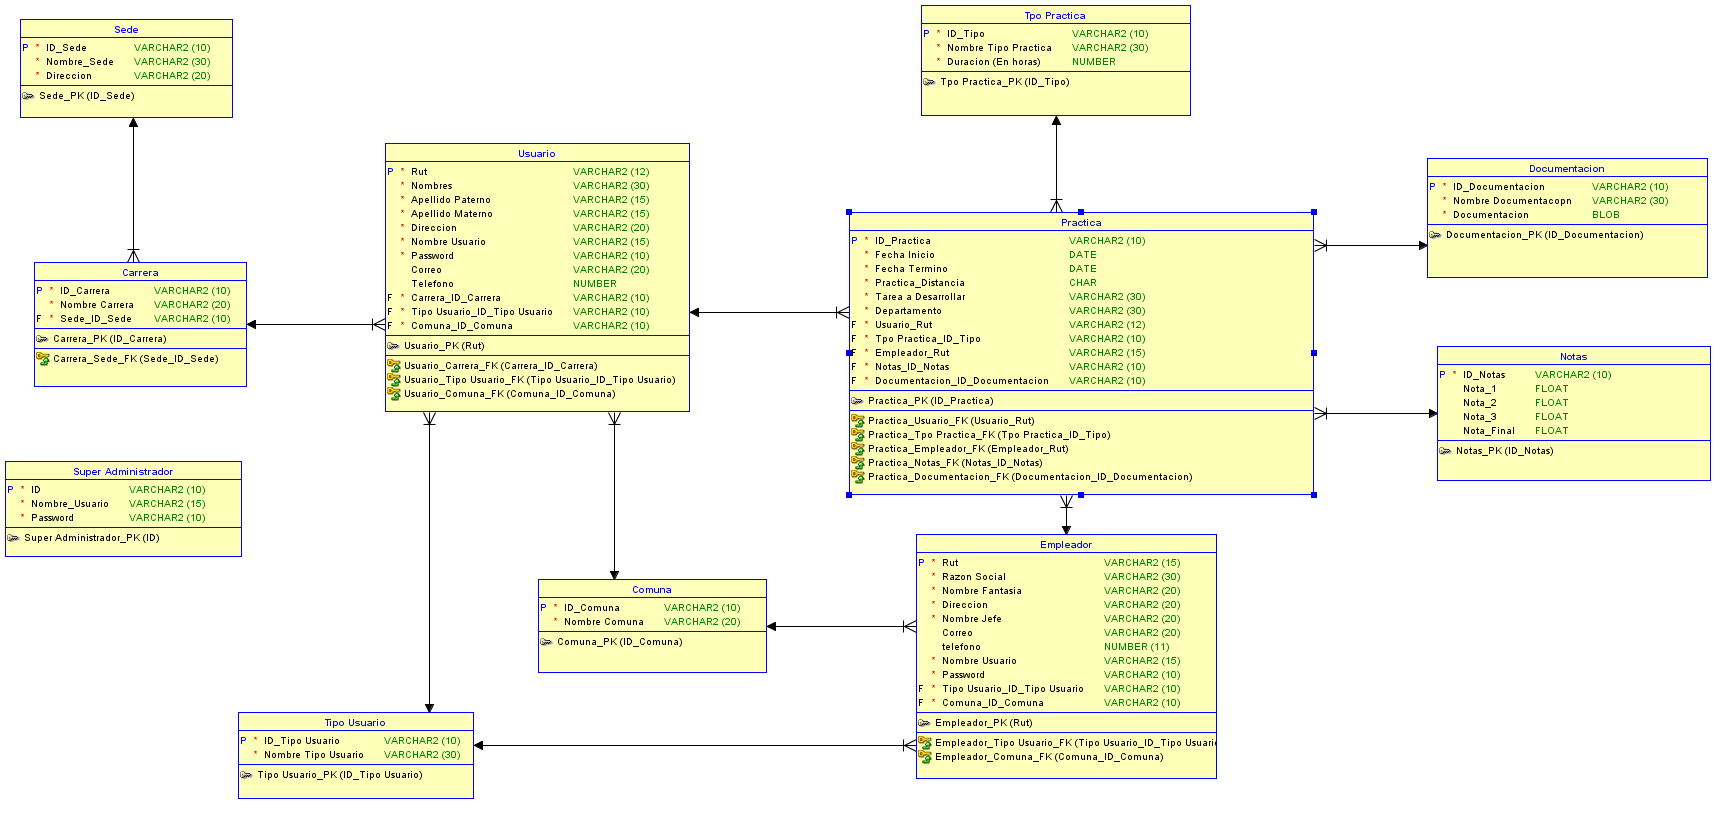 Sede
P * ID_Sede VARCHAR2 (10)
* Nombre_Sede VARCHAR2 (30)
* Direccion VARCHAR2 (20)
Sede_PK (ID_Sede)
Tpo Practica
P * ID_Tipo VARCHAR2 (10)
* Nombre Tipo Practica VARCHAR2 (30)
* Duracion (En horas) NUMBER
Tpo Practica_PK (ID_Tipo)
Usuario
P * Rut VARCHAR2 (12)
* Nombres VARCHAR2 (30)
* Apellido Paterno VARCHAR2 (15)
* Apellido Materno VARCHAR2 (15)
* Direccion VARCHAR2 (20)
* Nombre Usuario VARCHAR2 (15)
* Password VARCHAR2 (10)
Correo VARCHAR2 (20)
Telefono NUMBER
F * Carrera_ID_Carrera VARCHAR2 (10)
F * Tipo Usuario_ID_Tipo Usuario VARCHAR2 (10)
F * Comuna_ID_Comuna VARCHAR2 (10)
Usuario_PK (Rut)
Usuario_Carrera_FK (Carrera_ID_Carrera)
Usuario_Tipo Usuario_FK (Tipo Usuario_ID_Tipo Usuario)
Usuario_Comuna_FK (Comuna_ID_Comuna)
Documentacion
P * ID_Documentacion VARCHAR2 (10)
* Nombre Documentacopn VARCHAR2 (30)
* Documentacion BLOB
Documentacion_PK (ID_Documentacion)
Practica
P * ID_Practica VARCHAR2 (10)
* Fecha Inicio DATE
* Fecha Termino DATE
* Practica_Distancia CHAR
* Tarea a Desarrollar VARCHAR2 (30)
* Departamento VARCHAR2 (30)
F * Usuario_Rut VARCHAR2 (12)
F * Tpo Practica_ID_Tipo VARCHAR2 (10)
F * Empleador_Rut VARCHAR2 (15)
F * Notas_ID_Notas VARCHAR2 (10)
F * Documentacion_ID_Documentacion VARCHAR2 (10)
Practica_PK (ID_Practica)
Practica_Usuario_FK (Usuario_Rut)
Practica_Tpo Practica_FK (Tpo Practica_ID_Tipo)
Practica_Empleador_FK (Empleador_Rut)
Practica_Notas_FK (Notas_ID_Notas)
Practica_Documentacion_FK (Documentacion_ID_Documentacion)
Carrera
P * ID_Carrera VARCHAR2 (10)
* Nombre Carrera VARCHAR2 (20)
F * Sede_ID_Sede VARCHAR2 (10)
Carrera_PK (ID_Carrera)
Carrera_Sede_FK (Sede_ID_Sede)
Notas
P * ID_Notas VARCHAR2 (10)
Nota_1 FLOAT
Nota_2 FLOAT
Nota_3 FLOAT
Nota_Final FLOAT
Notas_PK (ID_Notas)
Super Administrador
P * ID VARCHAR2 (10)
* Nombre_Usuario VARCHAR2 (15)
* Password VARCHAR2 (10)
Super Administrador_PK (ID)
Empleador
P * Rut VARCHAR2 (15)
* Razon Social VARCHAR2 (30)
* Nombre Fantasia VARCHAR2 (20)
* Direccion VARCHAR2 (20)
* Nombre Jefe VARCHAR2 (20)
Correo VARCHAR2 (20)
telefono NUMBER (11)
* Nombre Usuario VARCHAR2 (15)
* Password VARCHAR2 (10)
F * Tipo Usuario_ID_Tipo Usuario VARCHAR2 (10)
F * Comuna_ID_Comuna VARCHAR2 (10)
Empleador_PK (Rut)
Empleador_Tipo Usuario_FK (Tipo Usuario_ID_Tipo Usuari
Empleador_Comuna_FK (Comuna_ID_Comuna)
Comuna
P * ID_Comuna VARCHAR2 (10)
* Nombre Comuna VARCHAR2 (20)
Comuna_PK (ID_Comuna)
Tipo Usuario
P * ID_Tipo Usuario VARCHAR2 (10)
* Nombre Tipo Usuario VARCHAR2 (30)
Tipo Usuario_PK (ID_Tipo Usuario)